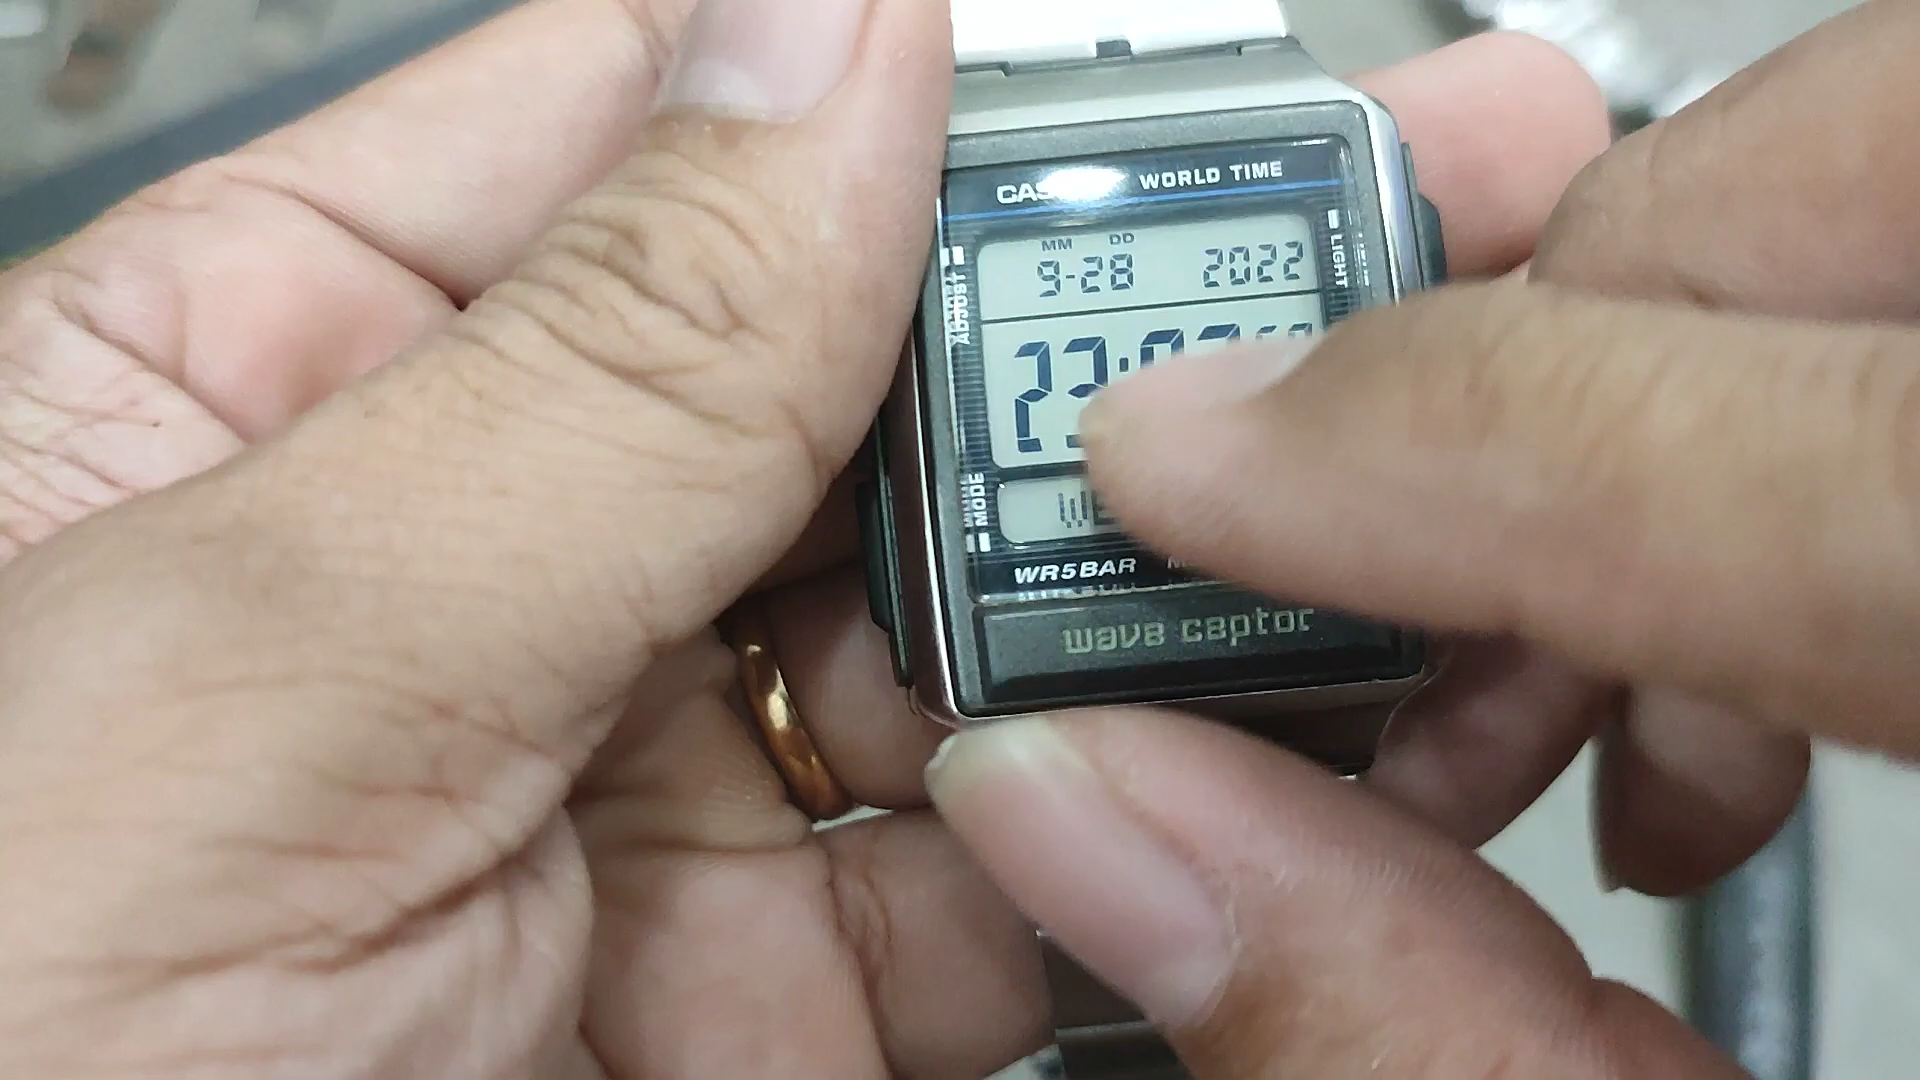 WORLD TIME
MM DD
9-28 2022
LIGHT
ADJUST
MODE
WR5BAR
wave ceptor